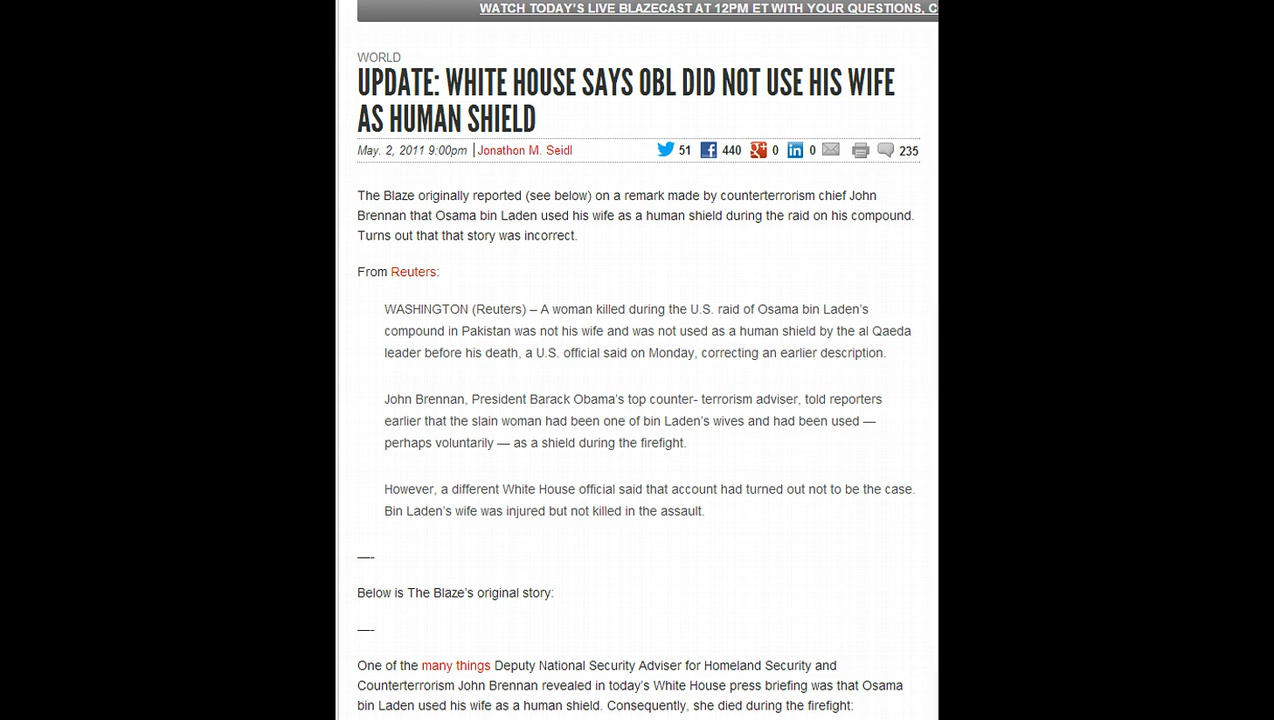 WATCH TODAY'S LIVE BLAZECAST AT 12PM ET WITH YOUR QUESTIONS, C
WORLD
UPDATE: WHITE HOUSE SAYS OBL DID NOT USE HIS WIFE
AS HUMAN SHIELD
May. 2, 2011 9:00pm | Jonathon M. Seidl 51 440 0 0 235
The Blaze originally reported (see below) on a remark made by counterterrorism chief John
Brennan that Osama bin Laden used his wife as a human shield during the raid on his compound.
Turns out that that story was incorrect.
From Reuters:
WASHINGTON (Reuters) – A woman killed during the U.S. raid of Osama bin Laden's
compound in Pakistan was not his wife and was not used as a human shield by the al Qaeda
leader before his death, a U.S. official said on Monday, correcting an earlier description.
John Brennan, President Barack Obama's top counter- terrorism adviser, told reporters
earlier that the slain woman had been one of bin Laden's wives and had been used —
perhaps voluntarily — as a shield during the firefight.
However, a different White House official said that account had turned out not to be the case.
Bin Laden's wife was injured but not killed in the assault.
—-
Below is The Blaze's original story:
—-
One of the many things Deputy National Security Adviser for Homeland Security and
Counterterrorism John Brennan revealed in today's White House press briefing was that Osama
bin Laden used his wife as a human shield. Consequently, she died during the firefight: